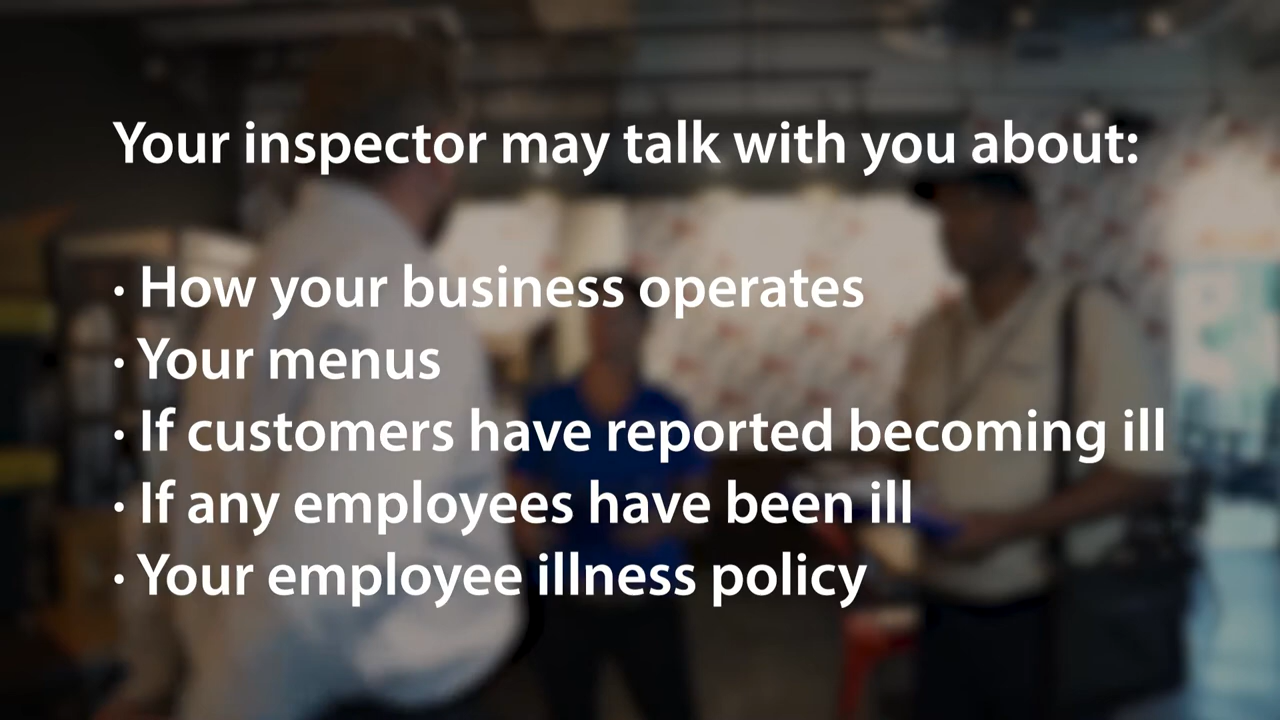 Your inspector may talk with you about:
· How your business operates
· Your menus
· If customers have reported becoming ill
· If any employees have been ill
· Your employee illness policy